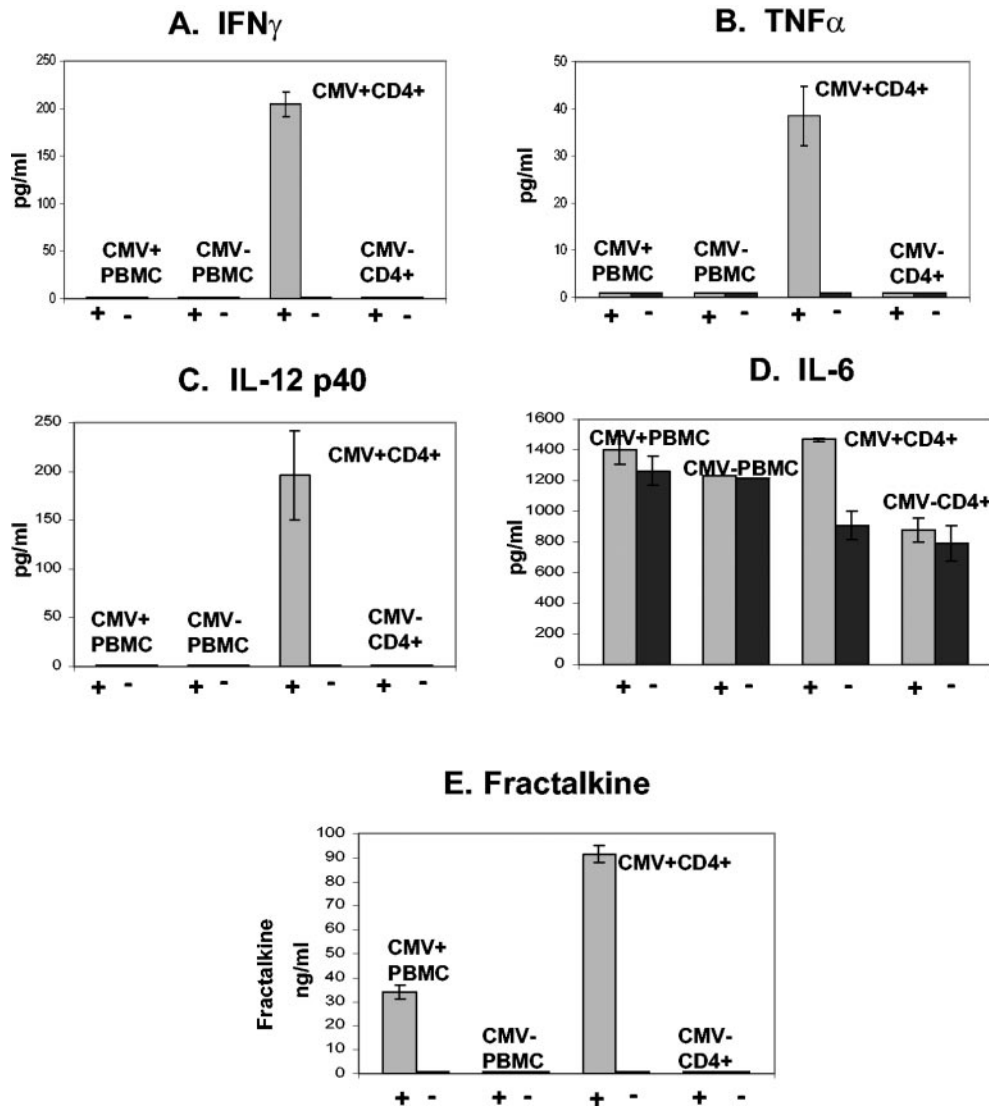 A. IFNγ
pg/ml
250
200
150
100
50
0
CMV+
PBMC
CMV-
PBMC
CMV+CD4+
CMV-
CD4+
+ - + - + - + -
B. TNFα
pg/ml
50
40
30
20
10
0
CMV+
PBMC
CMV-
PBMC
CMV+CD4+
CMV-
CD4+
+ - + - + - + -
C. IL-12 p40
pg/ml
250
200
150
100
50
0
CMV+
PBMC
CMV-
PBMC
CMV+CD4+
CMV-
CD4+
+ - + - + - + -
D. IL-6
pg/ml
1600
1400
1200
1000
800
600
400
200
0
CMV+PBMC
CMV-PBMC
CMV+CD4+
CMV-CD4+
+ - + - + - + -
E. Fractalkine
Fractalkine
ng/ml
100
90
80
70
60
50
40
30
20
10
0
CMV+
PBMC
CMV-
PBMC
CMV+CD4+
CMV-
CD4+
+ - + - + - + -